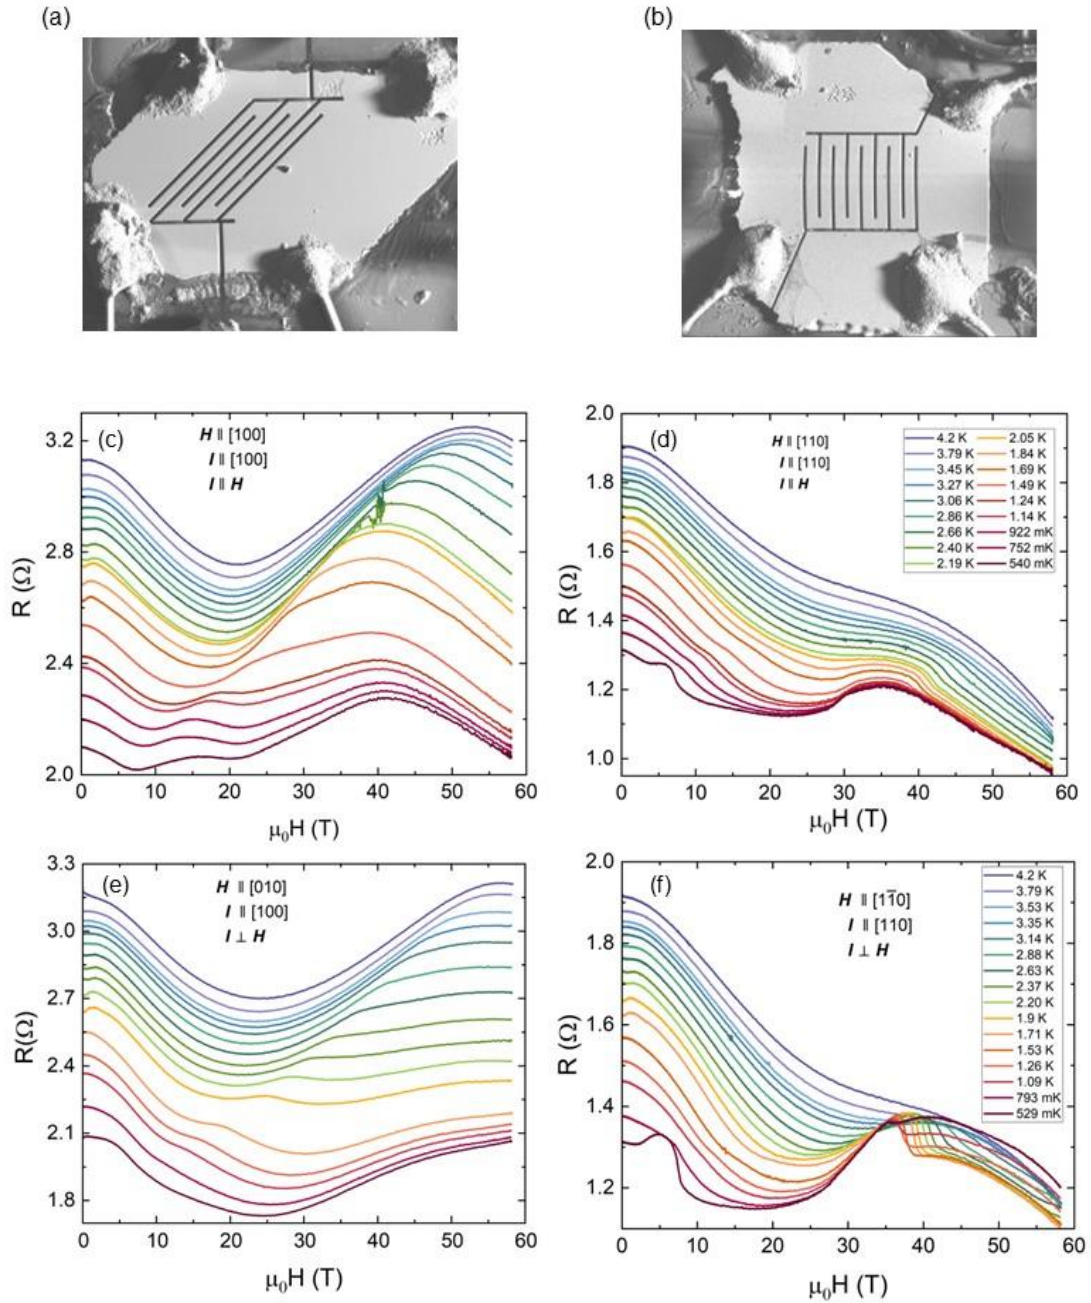 (a)
(b)
(c)
H ∥ [100]
I ∥ [100]
I ∥ H
3.2
2.8
2.4
2.0
R (Ω)
0 10 20 30 40 50 60
μ₀H (T)
(d)
H ∥ [110]
I ∥ [110]
I ∥ H
4.2 K 2.05 K
3.79 K 1.84 K
3.45 K 1.69 K
3.27 K 1.49 K
3.06 K 1.24 K
2.86 K 1.14 K
2.66 K 922 mK
2.40 K 752 mK
2.19 K 540 mK
2.0
1.8
1.6
1.4
1.2
1.0
R (Ω)
0 10 20 30 40 50 60
μ₀H (T)
(e)
H ∥ [010]
I ∥ [100]
I ⊥ H
3.3
3.0
2.7
2.4
2.1
1.8
R(Ω)
0 10 20 30 40 50 60
μ₀H (T)
(f)
H ∥ [11̅0]
I ∥ [110]
I ⊥ H
4.2 K
3.79 K
3.53 K
3.35 K
3.14 K
2.88 K
2.63 K
2.37 K
2.20 K
1.9 K
1.71 K
1.53 K
1.26 K
1.09 K
793 mK
529 mK
2.0
1.8
1.6
1.4
1.2
R (Ω)
0 10 20 30 40 50 60
μ₀H (T)